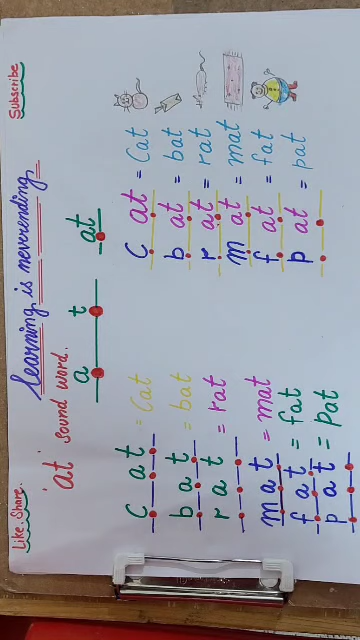 Like. Share. learning is neverending Subscribe
'at' sound word. a t at
c at = Cat c at = Cat
b a t = bat b at = bat
r a t = rat r at = rat
m a t = mat m at = mat
f a t = fat f at = fat
p a t = pat p at = pat